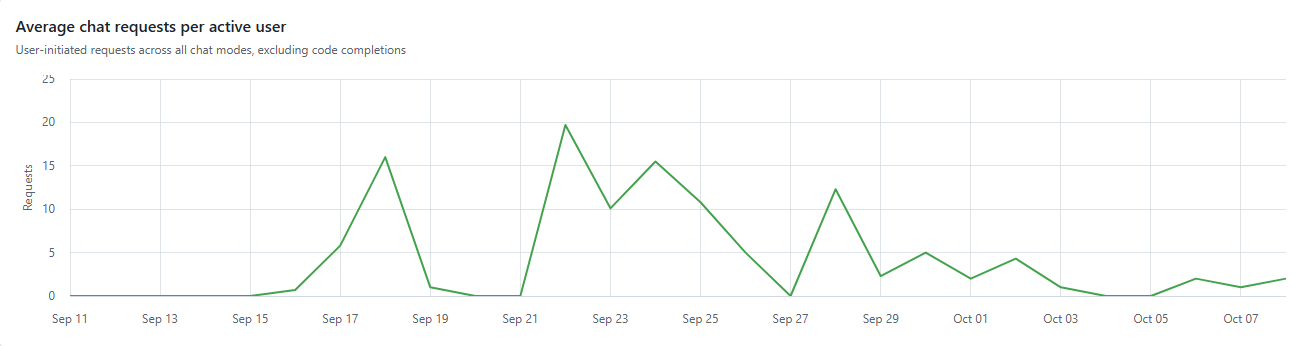 Average chat requests per active user
User-initiated requests across all chat modes, excluding code completions
25
20
15
10
5
0
Requests
Sep 11 Sep 13 Sep 15 Sep 17 Sep 19 Sep 21 Sep 23 Sep 25 Sep 27 Sep 29 Oct 01 Oct 03 Oct 05 Oct 07